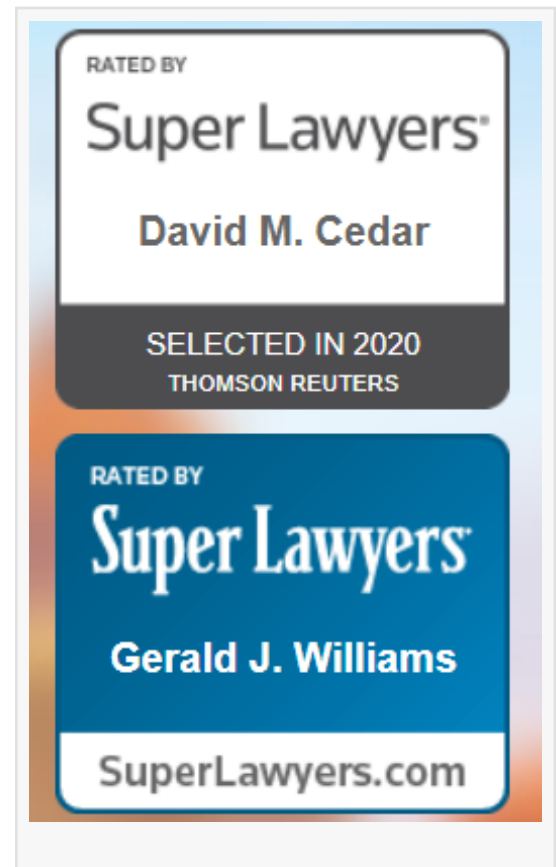 RATED BY
Super Lawyers®
David M. Cedar
SELECTED IN 2020
THOMSON REUTERS
RATED BY
Super Lawyers®
Gerald J. Williams
SuperLawyers.com